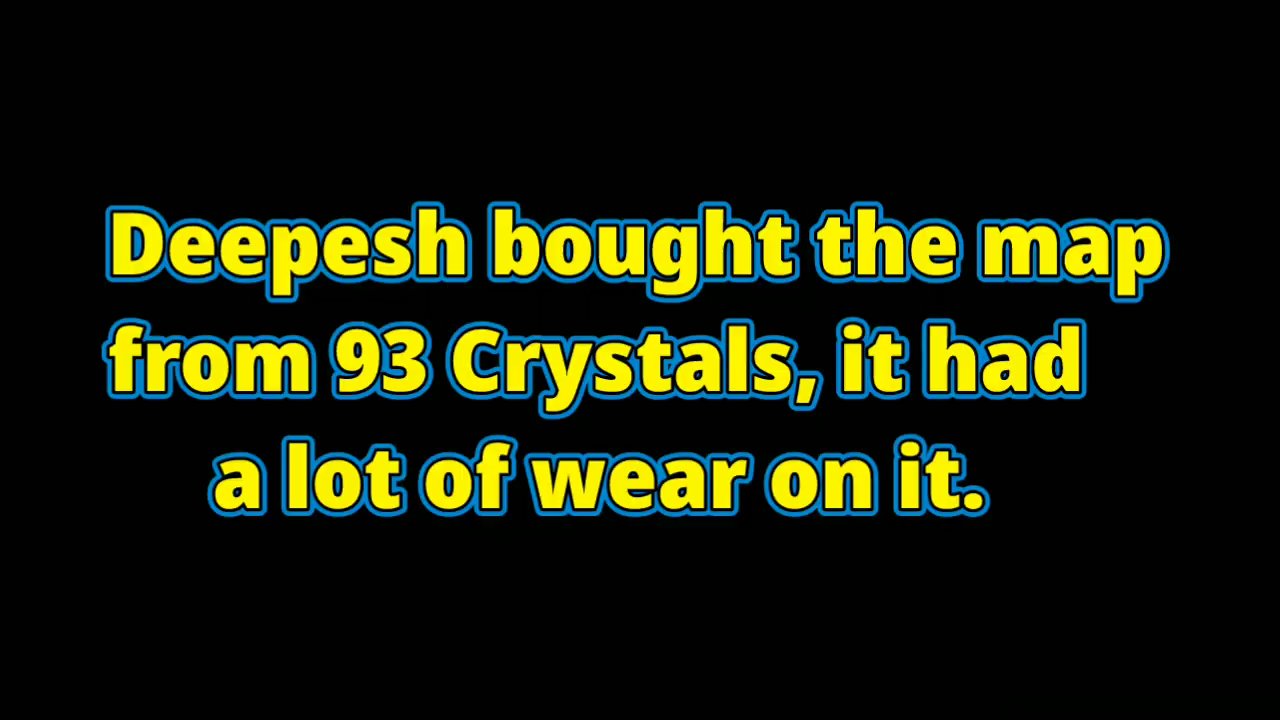 Deepesh bought the map
from 93 Crystals, it had
a lot of wear on it.